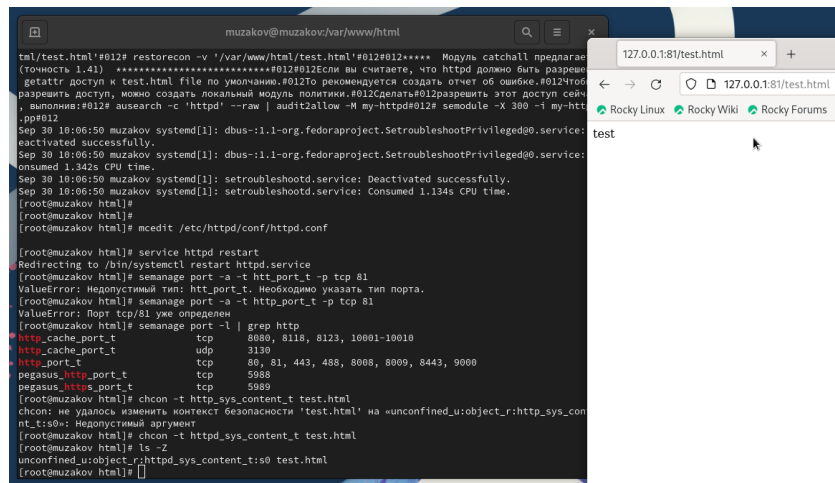 muzakov@muzakov:/var/www/html
tml/test.html'#012# restorecon -v '/var/www/html/test.html'#012#012***** Модуль catchall предлагае
(точность 1.41) **************************#012#012Если вы считаете, что httpd должно быть разреше
getattr доступ к test.html file по умолчанию.#012То рекомендуется создать отчет об ошибке.#012Чтоб
разрешить доступ, можно создать локальный модуль политики.#012Сделать#012разрешить этот доступ сейч
, выполнив:#012# ausearch -c 'httpd' --raw | audit2allow -M my-httpd#012# semodule -X 300 -i my-htt
.pp#012
Sep 30 10:06:50 muzakov systemd[1]: dbus-:1.1-org.fedoraproject.SetroubleshootPrivileged@0.service:
eactivated successfully.
Sep 30 10:06:50 muzakov systemd[1]: dbus-:1.1-org.fedoraproject.SetroubleshootPrivileged@0.service:
onsumed 1.342s CPU time.
Sep 30 10:06:50 muzakov systemd[1]: setroubleshootd.service: Deactivated successfully.
Sep 30 10:06:50 muzakov systemd[1]: setroubleshootd.service: Consumed 1.134s CPU time.
[root@muzakov html]#
[root@muzakov html]#
[root@muzakov html]# mcedit /etc/httpd/conf/httpd.conf
[root@muzakov html]# service httpd restart
Redirecting to /bin/systemctl restart httpd.service
[root@muzakov html]# semanage port -a -t htt_port_t -p tcp 81
ValueError: Недопустимый тип: htt_port_t. Необходимо указать тип порта.
[root@muzakov html]# semanage port -a -t http_port_t -p tcp 81
ValueError: Порт tcp/81 уже определен
[root@muzakov html]# semanage port -l | grep http
http_cache_port_t tcp 8080, 8118, 8123, 10001-10010
http_cache_port_t udp 3130
http_port_t tcp 80, 81, 443, 488, 8008, 8009, 8443, 9000
pegasus_http_port_t tcp 5988
pegasus_https_port_t tcp 5989
[root@muzakov html]# chcon -t http_sys_content_t test.html
chcon: не удалось изменить контекст безопасности 'test.html' на «unconfined_u:object_r:http_sys_con
nt_t:s0»: Недопустимый аргумент
[root@muzakov html]# chcon -t httpd_sys_content_t test.html
[root@muzakov html]# ls -Z
unconfined_u:object_r:httpd_sys_content_t:s0 test.html
[root@muzakov html]#
127.0.0.1:81/test.html
127.0.0.1:81/test.html
Rocky Linux Rocky Wiki Rocky Forums
test